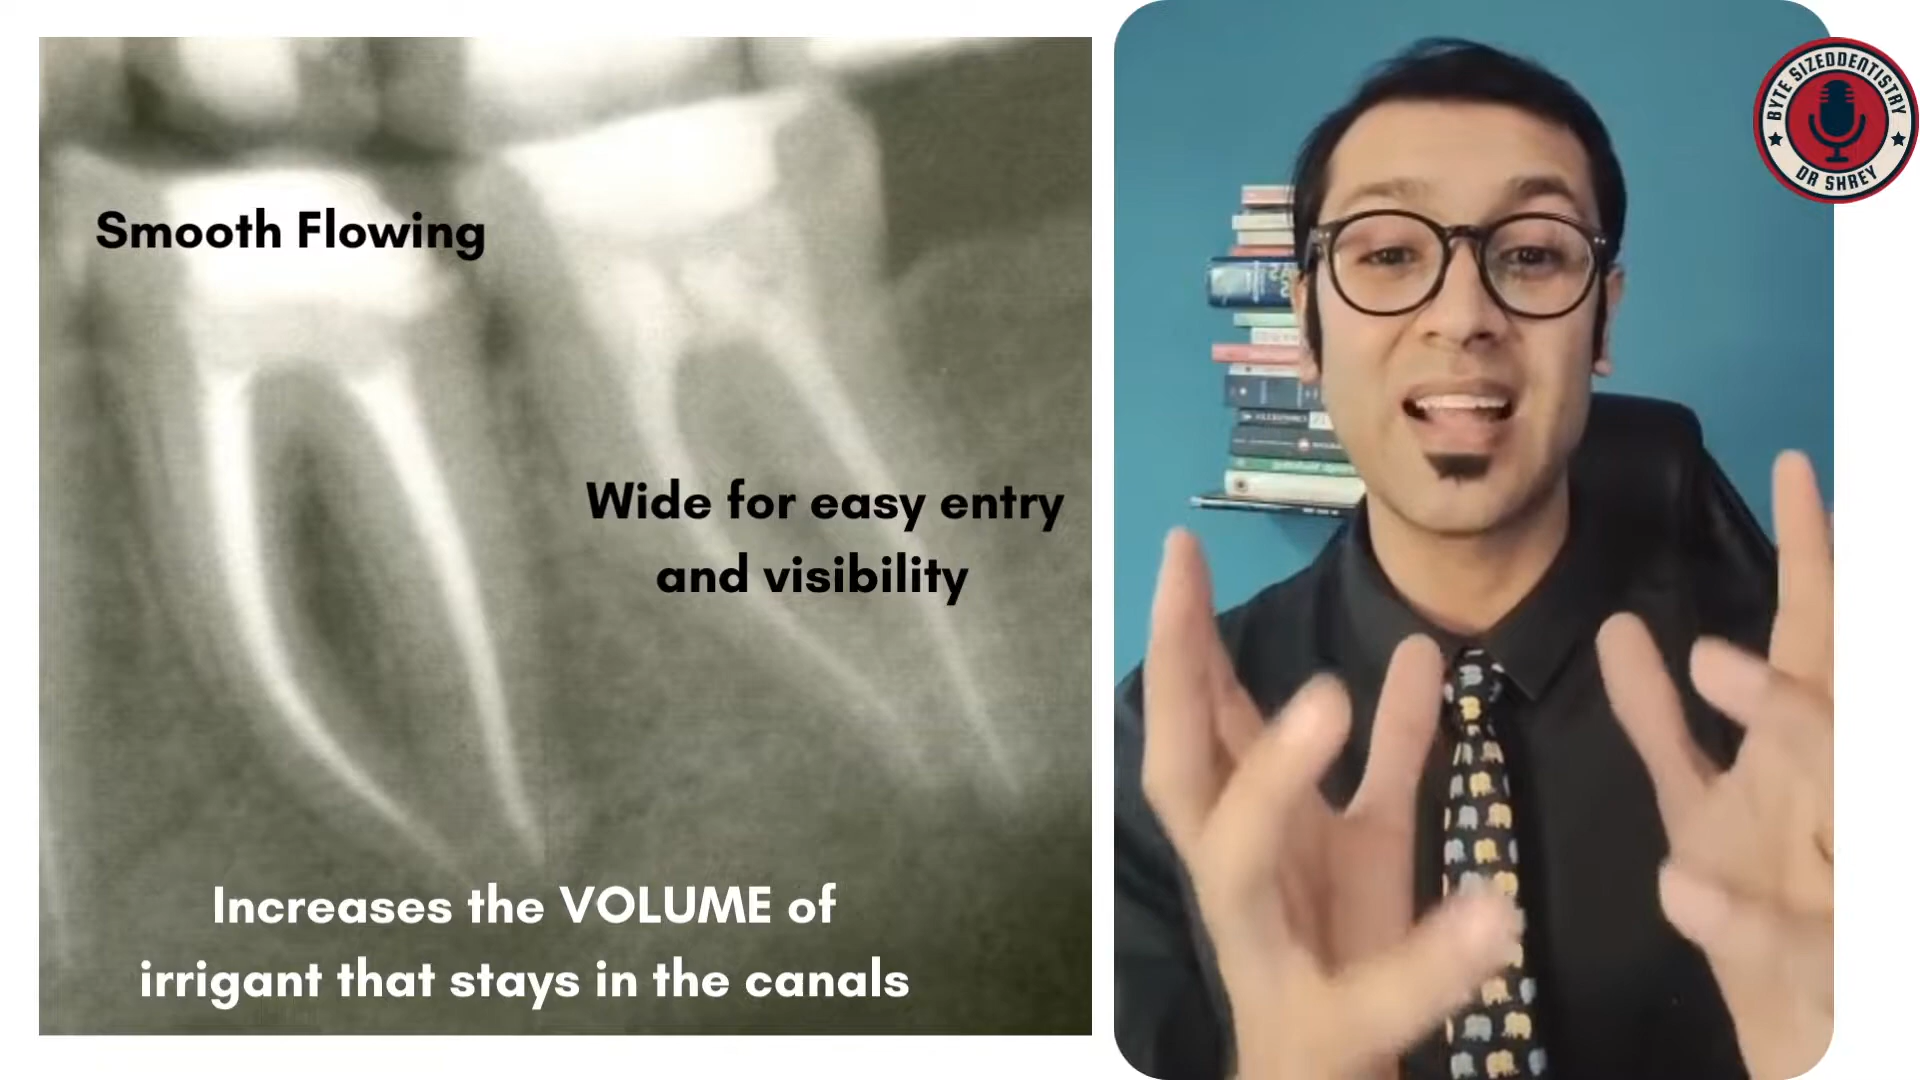 Smooth Flowing
Wide for easy entry
and visibility
Increases the VOLUME of
irrigant that stays in the canals
BYTE SIZEDDENTISTRY
DR SHREY